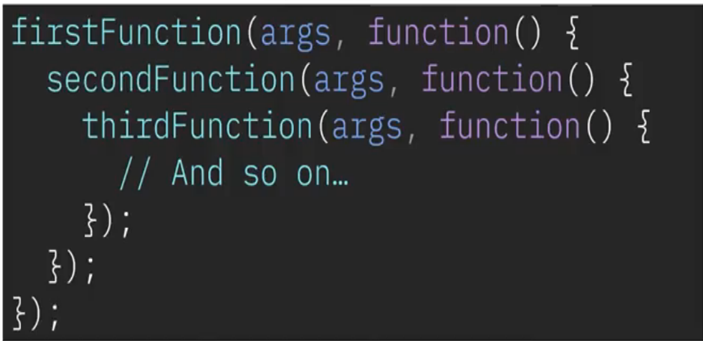 firstFunction(args, function() {
  secondFunction(args, function() {
    thirdFunction(args, function() {
      // And so on…
    });
  });
});